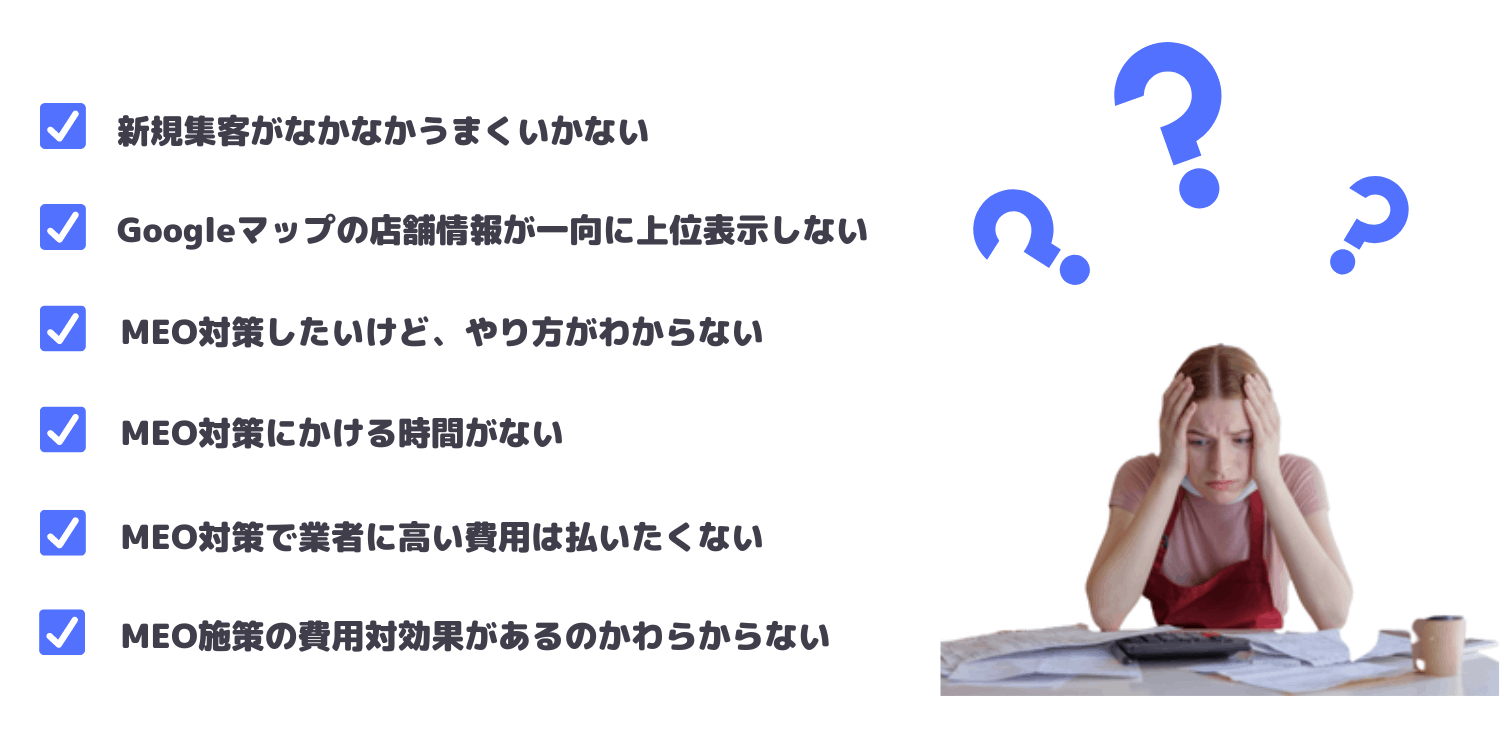 新規集客がなかなかうまくいかない
Googleマップの店舗情報が一向に上位表示しない
MEO対策したいけど、やり方がわからない
MEO対策にかける時間がない
MEO対策で業者に高い費用は払いたくない
MEO施策の費用対効果があるのかわらからない